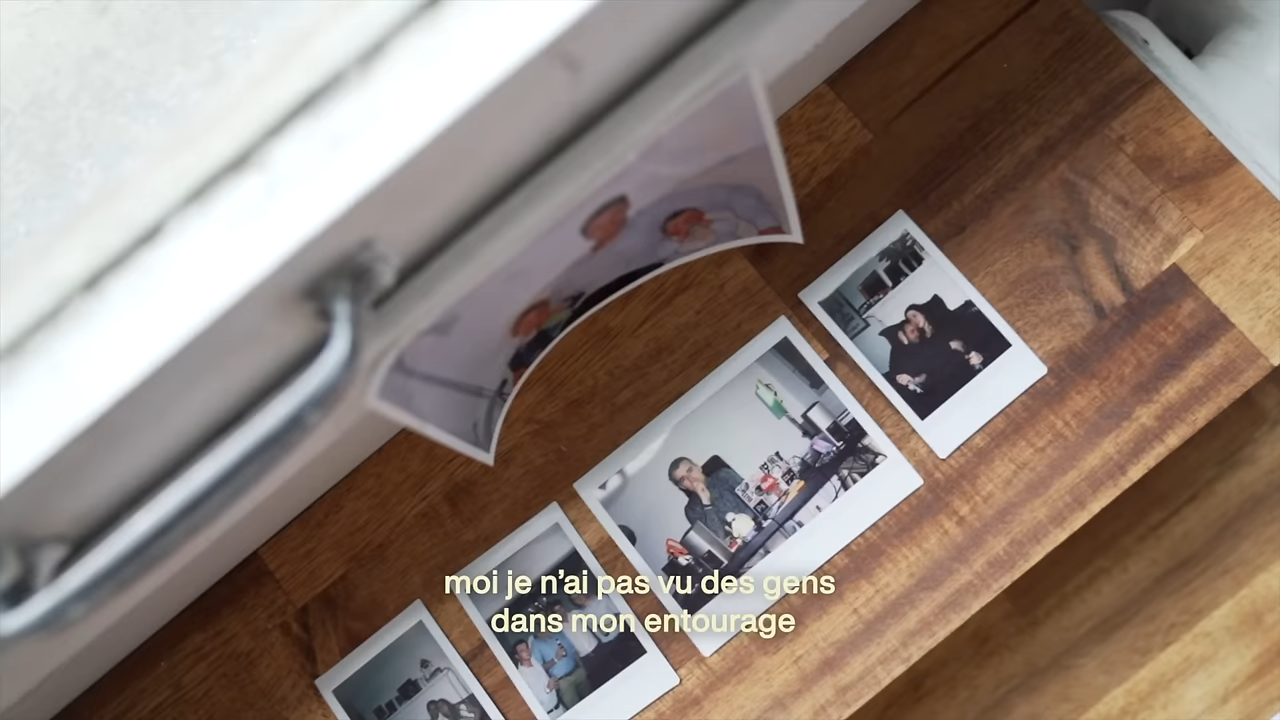 moi je n’ai pas vu des gens
dans mon entourage